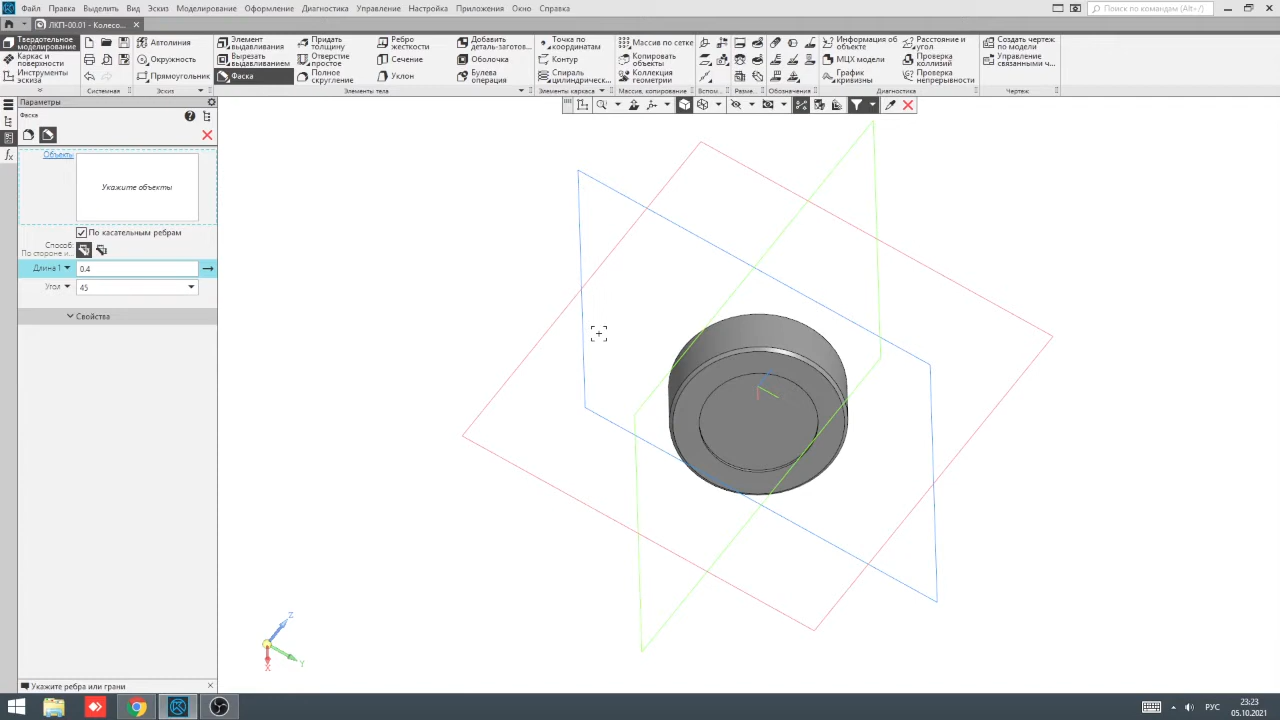 Файл Правка Выделить Вид Эскиз Моделирование Оформление Диагностика Управление Настройка Приложения Окно Справка
Поиск по командам (Alt+/)
ЛКП-00.01 - Колесо...
Твердотельное моделирование
Каркас и поверхности
Инструменты эскиза
Системная
Автолиния
Окружность
Прямоугольник
Эскиз
Элемент выдавливания
Вырезать выдавливанием
Фаска
Придать толщину
Отверстие простое
Полное скругление
Ребро жесткости
Сечение
Уклон
Добавить деталь-загото...
Оболочка
Булева операция
Элементы тела
Точка по координатам
Контур
Спираль цилиндрическ...
Элементы каркаса
Массив по сетке
Копировать объекты
Коллекция геометрии
Массив, копирование
Вспом...
Разме...
Обозначения
Информация об объекте
МЦХ модели
График кривизны
Расстояние и угол
Проверка коллизий
Проверка непрерывности
Диагностика
Создать чертеж по модели
Управление связанными ч...
Чертеж
Параметры
Фаска
Объекты
Укажите объекты
По касательным ребрам
Способ:
По стороне и...
Длина 1 0.4
Угол 45
Свойства
Z
Y
X
Укажите ребра или грани
РУС
23:23
05.10.2021